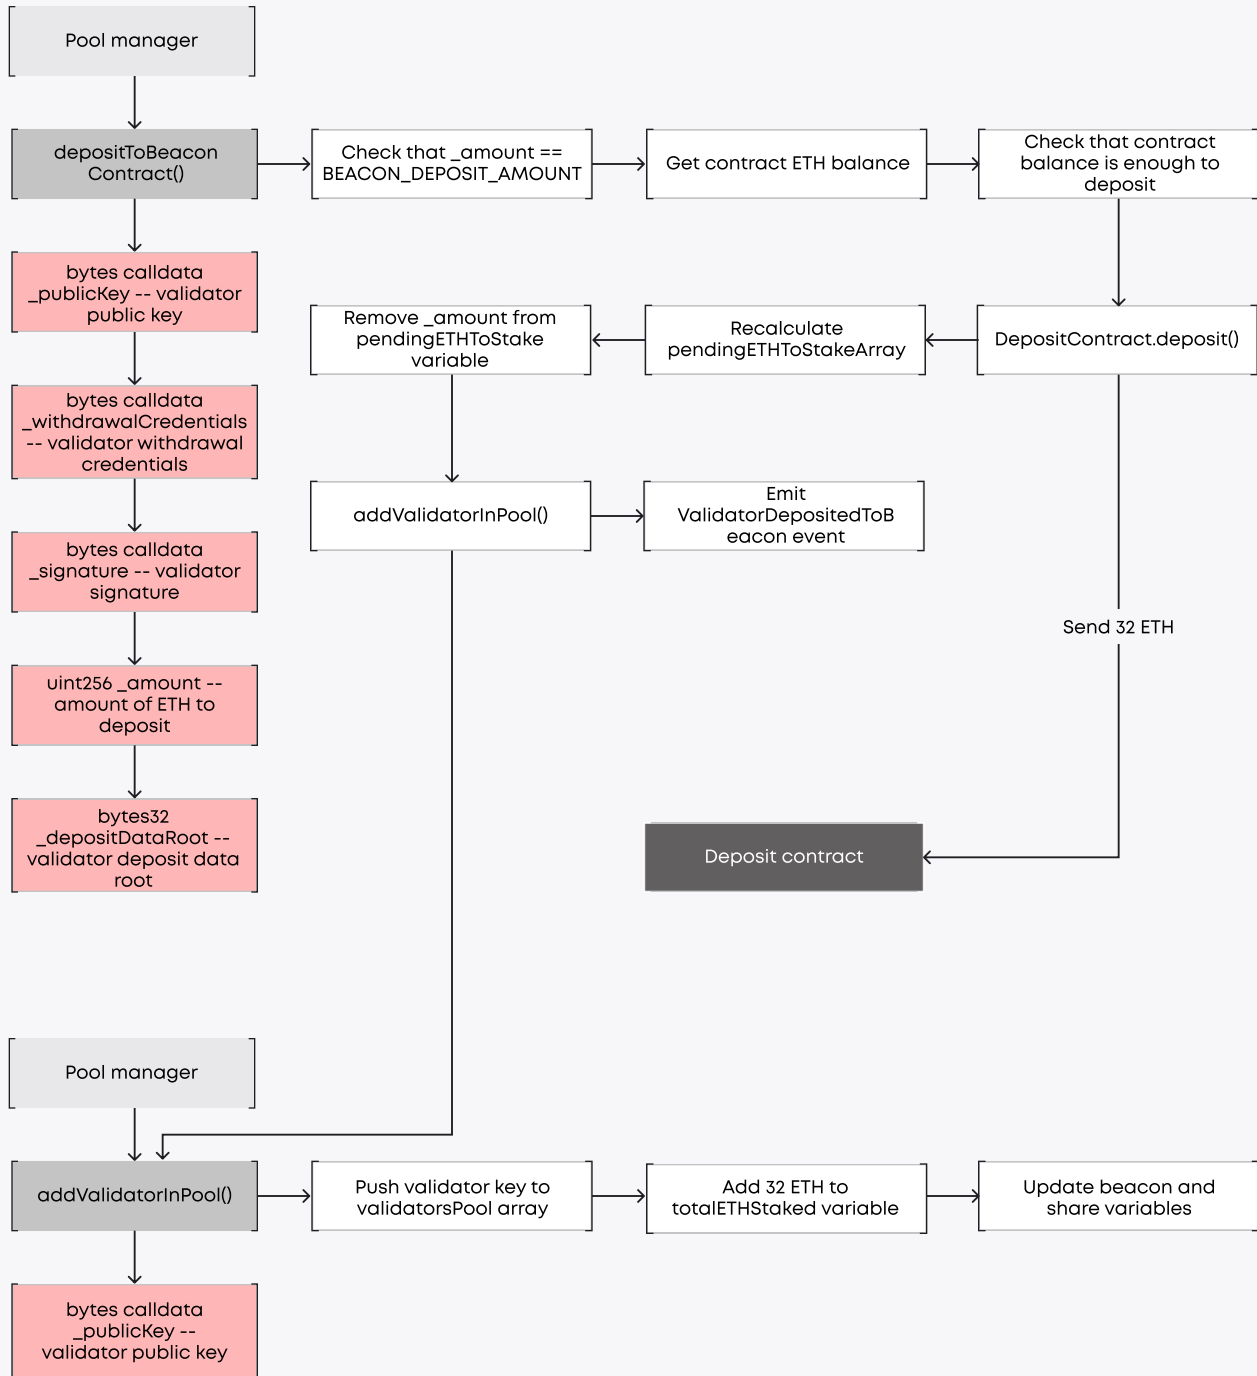 Pool manager
depositToBeacon
Contract()
Check that _amount ==
BEACON_DEPOSIT_AMOUNT
Get contract ETH balance
Check that contract
balance is enough to
deposit
bytes calldata
_publicKey -- validator
public key
Remove _amount from
pendingETHToStake
variable
Recalculate
pendingETHToStakeArray
DepositContract.deposit()
bytes calldata
_withdrawalCredentials
-- validator withdrawal
credentials
addValidatorInPool()
Emit
ValidatorDepositedToB
eacon event
bytes calldata
_signature -- validator
signature
Send 32 ETH
uint256 _amount --
amount of ETH to
deposit
bytes32
_depositDataRoot --
validator deposit data
root
Deposit contract
Pool manager
addValidatorInPool()
Push validator key to
validatorsPool array
Add 32 ETH to
totalETHStaked variable
Update beacon and
share variables
bytes calldata
_publicKey --
validator public key